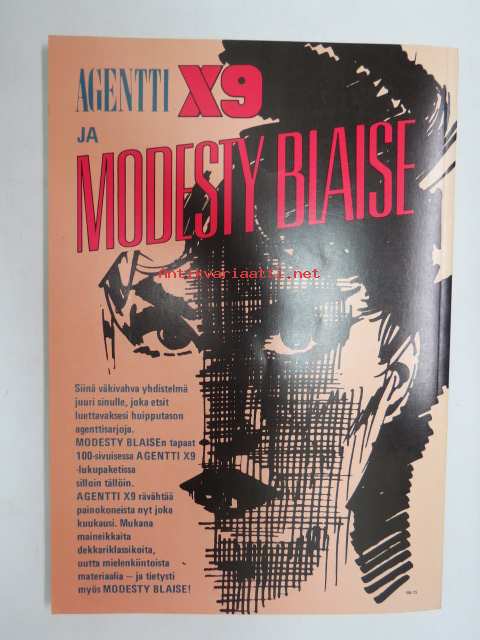 AGENTTI X9
JA
MODESTY BLAISE
Antikvariaatti.net
Siinä väkivahva yhdistelmä
juuri sinulle, joka etsit
luettavaksesi huipputason
agenttisarjoja.
MODESTY BLAISEn tapaat
100-sivuisessa AGENTTI X9
-lukupaketissa
silloin tällöin.
AGENTTI X9 rävähtää
painokoneista nyt joka
kuukausi. Mukana
maineikkaita
dekkariklassikoita,
uutta mielenkiintoista
materiaalia – ja tietysti
myös MODESTY BLAISE!